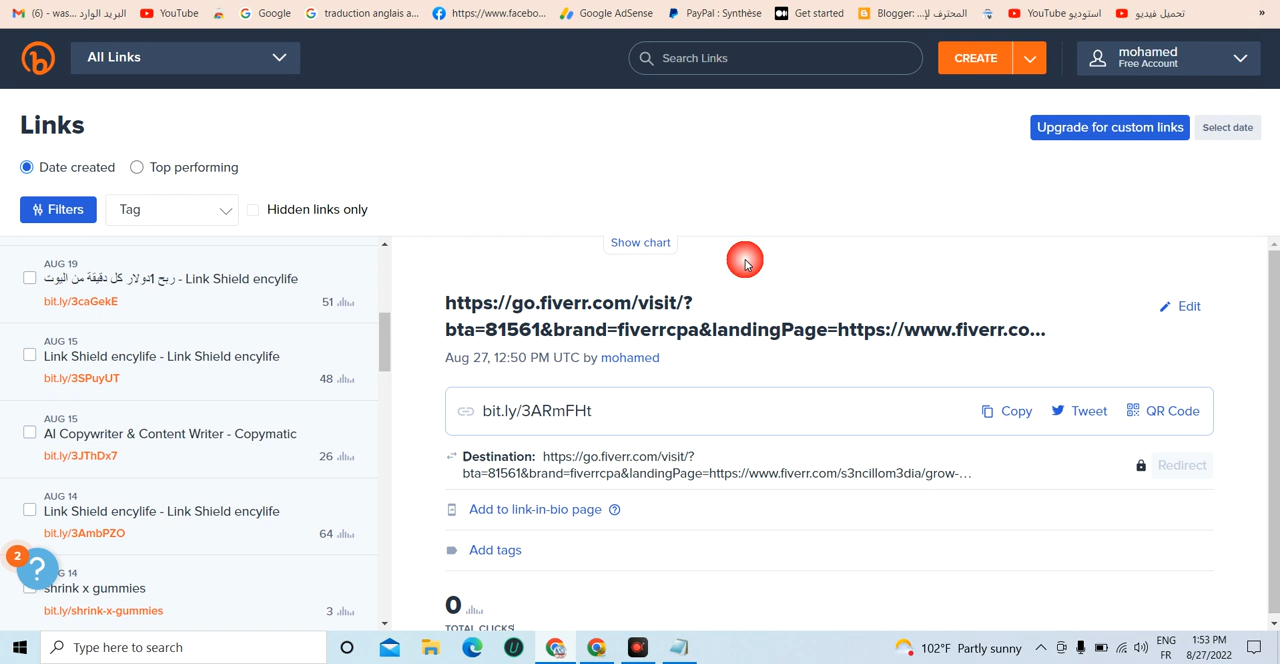 (6) - was... البريد الوارد
YouTube
Google
traduction anglais a...
https://www.facebo...
Google AdSense
PayPal : Synthèse
Get started
Blogger: ...المحترف لإ
YouTube استوديو
تحميل فيديو
»
All Links
Search Links
CREATE
mohamed
Free Account
Links
Upgrade for custom links
Select date
Date created
Top performing
Filters
Tag
Hidden links only
Show chart
AUG 19
ربح 1دولار كل دقيقة من اليوت - Link Shield encylife
bit.ly/3caGekE
51
AUG 15
Link Shield encylife - Link Shield encylife
bit.ly/3SPuyUT
48
AUG 15
AI Copywriter & Content Writer - Copymatic
bit.ly/3JThDx7
26
AUG 14
Link Shield encylife - Link Shield encylife
bit.ly/3AmbPZO
64
2
?
G 14
shrink x gummies
bit.ly/shrink-x-gummies
3
https://go.fiverr.com/visit/?
bta=81561&brand=fiverrcpa&landingPage=https://www.fiverr.co...
Edit
Aug 27, 12:50 PM UTC by mohamed
bit.ly/3ARmFHt
Copy
Tweet
QR Code
Destination: https://go.fiverr.com/visit/?
bta=81561&brand=fiverrcpa&landingPage=https://www.fiverr.com/s3ncillom3dia/grow-...
Redirect
Add to link-in-bio page
Add tags
0
TOTAL CLICKS
Type here to search
102°F Partly sunny
ENG
FR
1:53 PM
8/27/2022